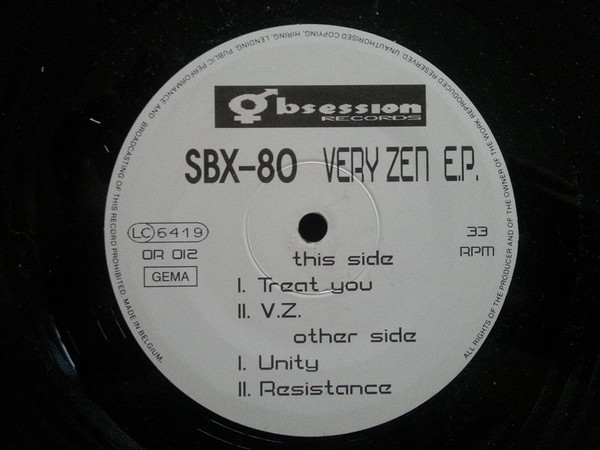 UNAUTHORISED COPYING, HIRING, LENDING, PUBLIC PERFORMANCE AND BROADCASTING OF THIS RECORD PROHIBITED. MADE IN BELGIUM.
ALL RIGHTS OF THE PRODUCER AND OF THE OWNER OF THE WORK REPRODUCED RESERVED
Obsession
RECORDS
SBX-80 VERY ZEN E.P.
LC 6419
OR 012
GEMA
33
RPM
this side
I. Treat you
II. V.Z.
other side
I. Unity
II. Resistance